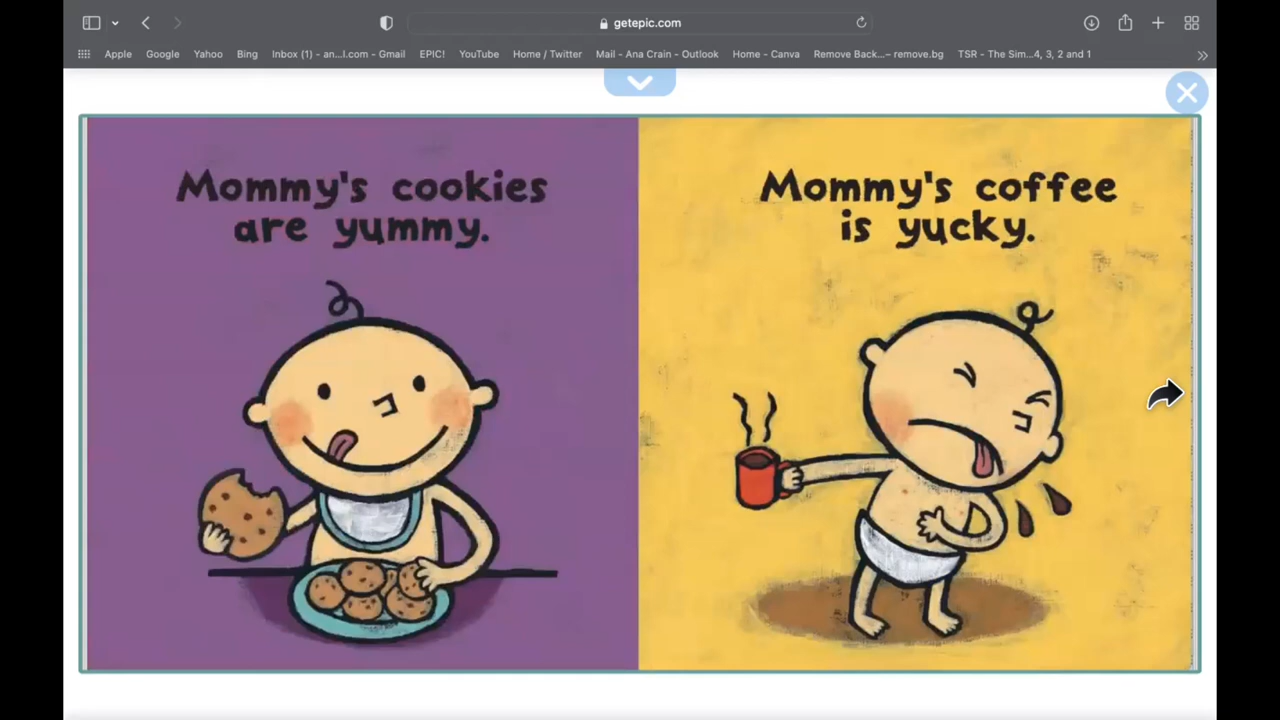 getepic.com
Apple Google Yahoo Bing Inbox (1) - an...l.com - Gmail EPIC! YouTube Home / Twitter Mail - Ana Crain - Outlook Home - Canva Remove Back...– remove.bg TSR - The Sim...4, 3, 2 and 1
Mommy's cookies
are yummy.
Mommy's coffee
is yucky.